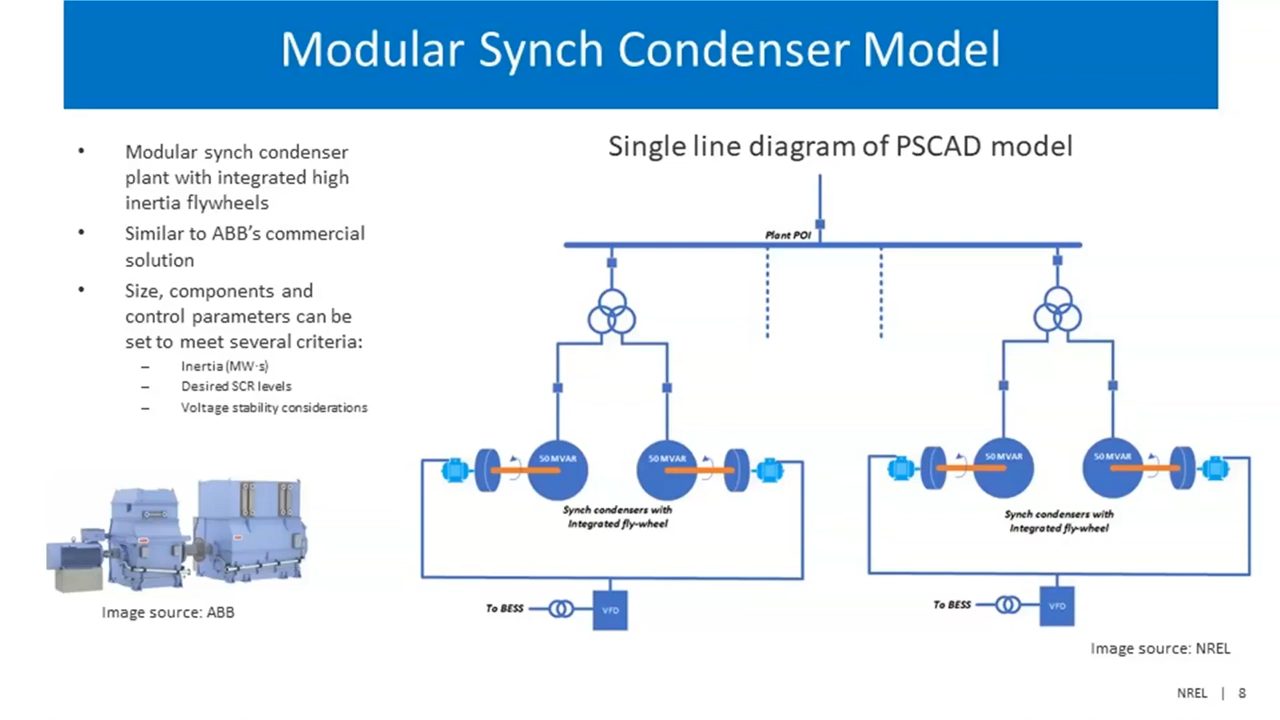 Modular Synch Condenser Model
• Modular synch condenser
plant with integrated high
inertia flywheels
• Similar to ABB's commercial
solution
• Size, components and
control parameters can be
set to meet several criteria:
– Inertia (MW·s)
– Desired SCR levels
– Voltage stability considerations
Image source: ABB
Single line diagram of PSCAD model
Plant POI
50 MVAR
50 MVAR
Synch condensers with
Integrated fly-wheel
To BESS
VFD
50 MVAR
50 MVAR
Synch condensers with
Integrated fly-wheel
To BESS
VFD
Image source: NREL
NREL | 8